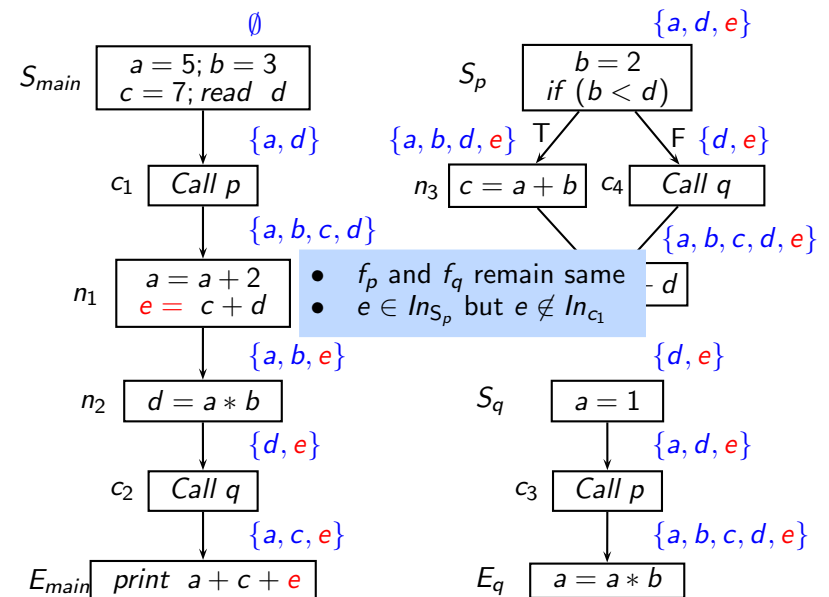 ∅
S_main
a = 5; b = 3
c = 7; read d
{a, d}
c_1
Call p
{a, b, c, d}
n_1
a = a + 2
e = c + d
{a, b, e}
n_2
d = a ∗ b
{d, e}
c_2
Call q
{a, c, e}
E_main
print a + c + e
{a, d, e}
S_p
b = 2
if (b < d)
T
F
{a, b, d, e}
{d, e}
n_3
c = a + b
c_4
Call q
{a, b, c, d, e}
- d
• f_p and f_q remain same
• e ∈ In_{S_p} but e ∉ In_{c_1}
{d, e}
S_q
a = 1
{a, d, e}
c_3
Call p
{a, b, c, d, e}
E_q
a = a ∗ b